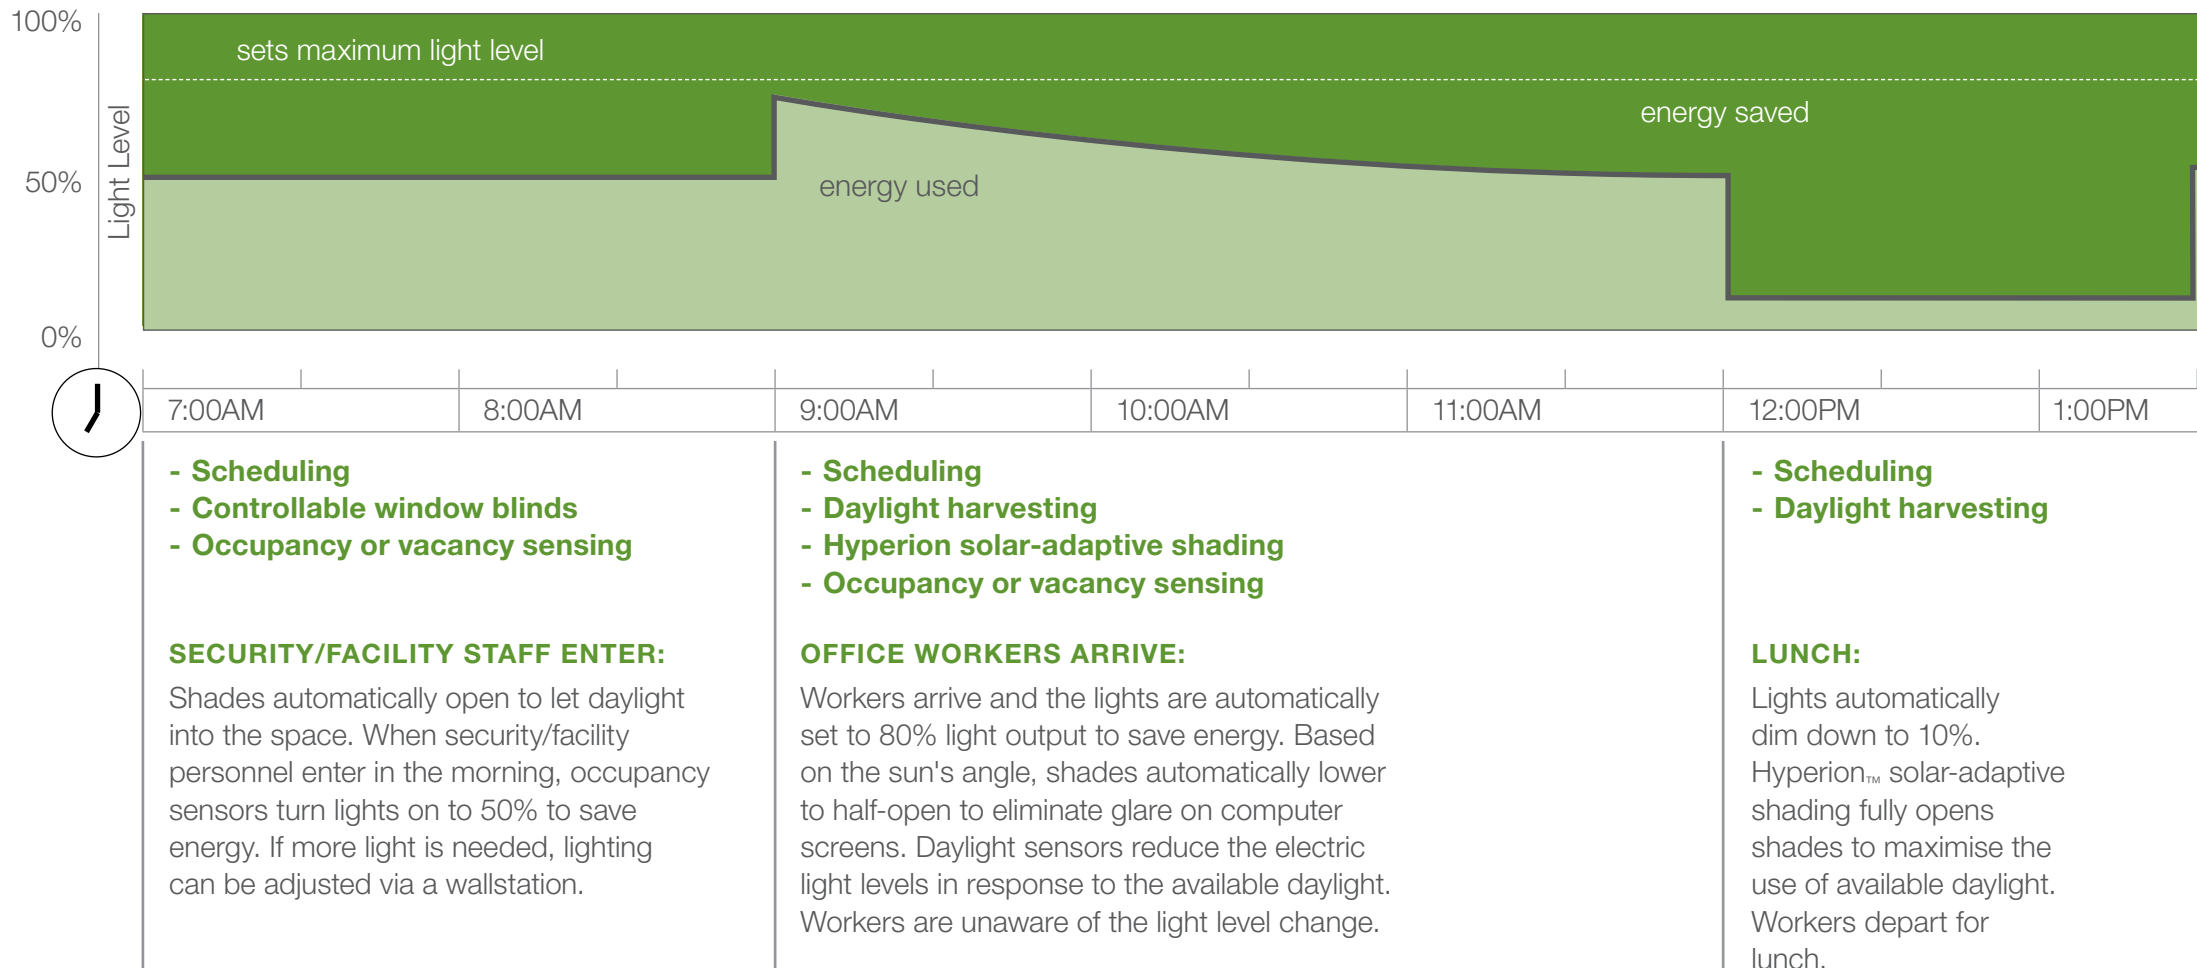 100%
sets maximum light level
energy saved
Light Level
50%
energy used
0%
7:00AM
8:00AM
9:00AM
10:00AM
11:00AM
12:00PM
1:00PM
- Scheduling
- Controllable window blinds
- Occupancy or vacancy sensing
SECURITY/FACILITY STAFF ENTER:
Shades automatically open to let daylight
into the space. When security/facility
personnel enter in the morning, occupancy
sensors turn lights on to 50% to save
energy. If more light is needed, lighting
can be adjusted via a wallstation.
- Scheduling
- Daylight harvesting
- Hyperion solar-adaptive shading
- Occupancy or vacancy sensing
OFFICE WORKERS ARRIVE:
Workers arrive and the lights are automatically
set to 80% light output to save energy. Based
on the sun's angle, shades automatically lower
to half-open to eliminate glare on computer
screens. Daylight sensors reduce the electric
light levels in response to the available daylight.
Workers are unaware of the light level change.
- Scheduling
- Daylight harvesting
LUNCH:
Lights automatically
dim down to 10%.
Hyperion™ solar-adaptive
shading fully opens
shades to maximise the
use of available daylight.
Workers depart for
lunch.